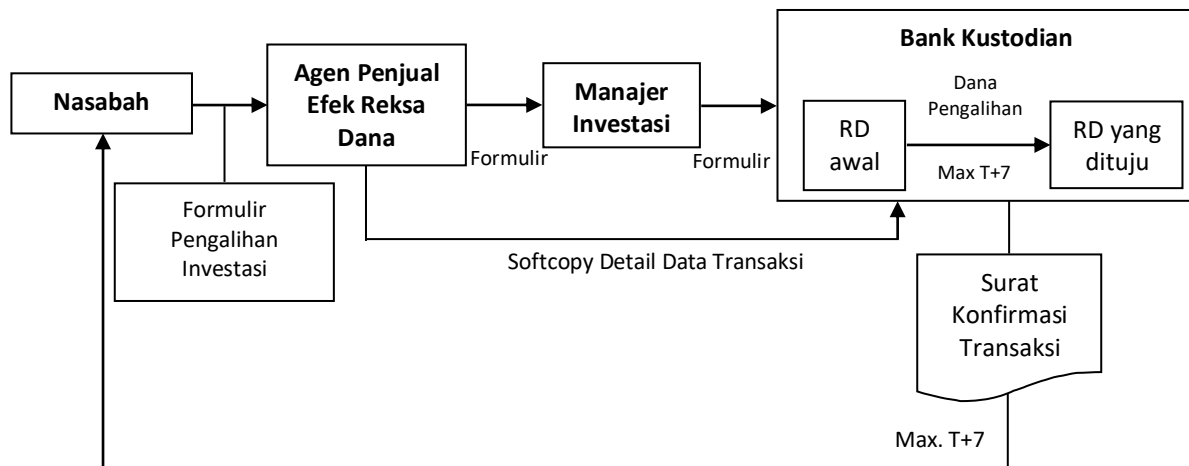 Nasabah
Agen Penjual
Efek Reksa
Dana
Formulir
Manajer
Investasi
Formulir
Bank Kustodian
RD
awal
Dana
Pengalihan
Max T+7
RD yang
dituju
Formulir
Pengalihan
Investasi
Softcopy Detail Data Transaksi
Surat
Konfirmasi
Transaksi
Max. T+7